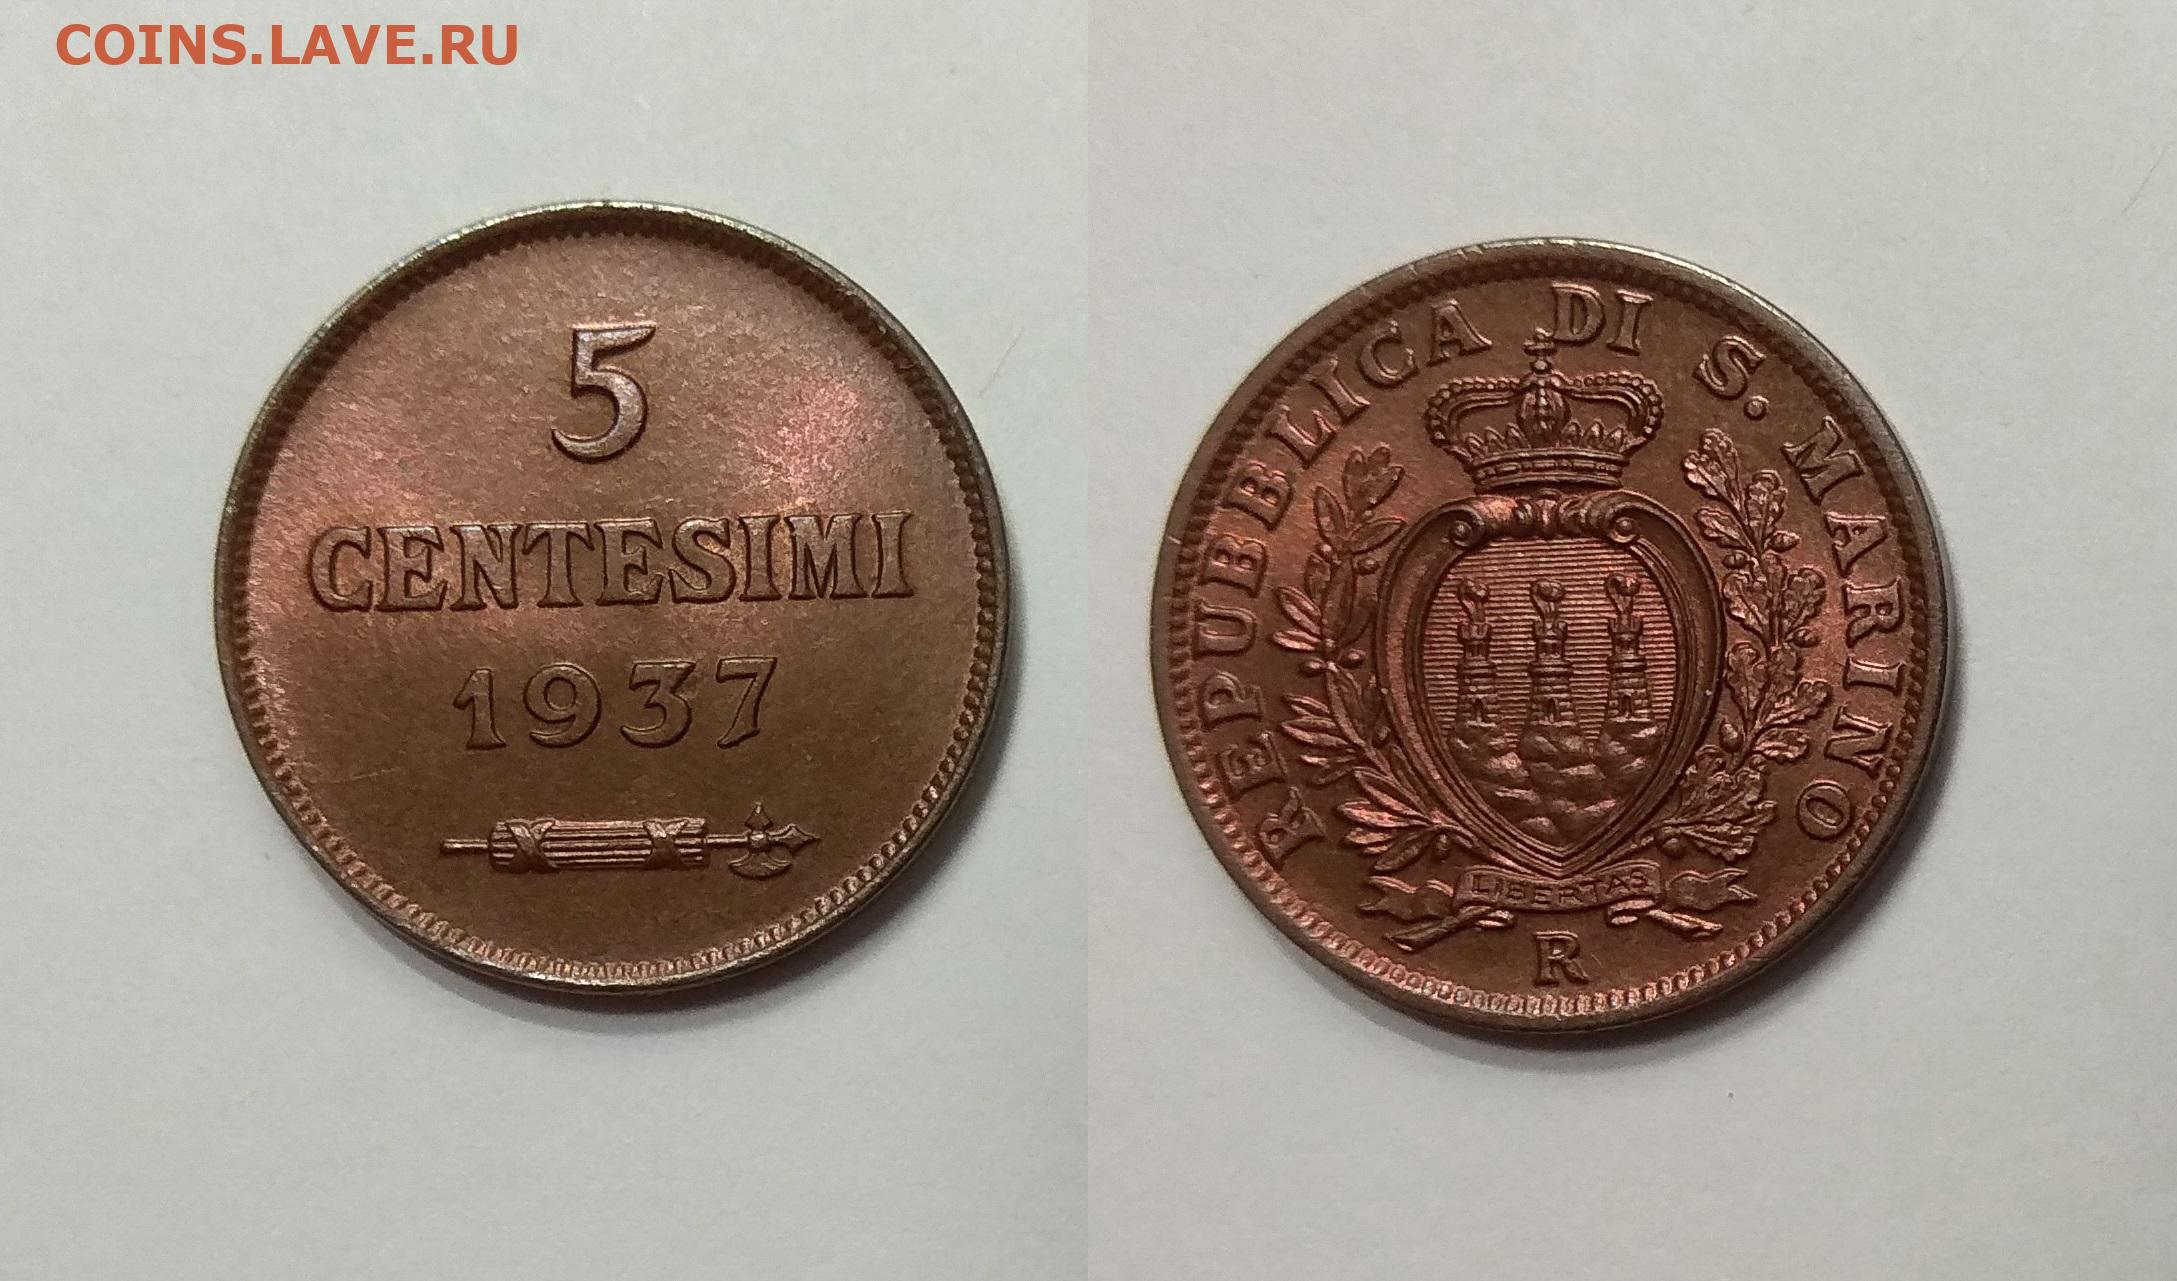 COINS.LAVE.RU
5
CENTESIMI
1937
REPUBBLICA DI S. MARINO
LIBERTAS
R